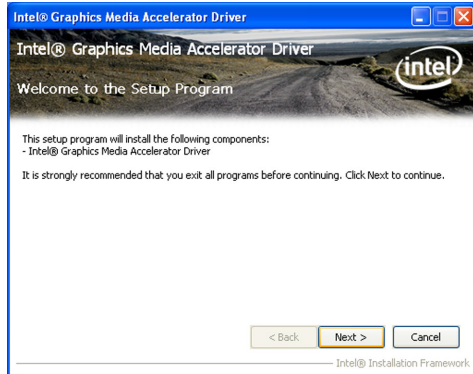 Intel® Graphics Media Accelerator Driver
Intel® Graphics Media Accelerator Driver
intel
Welcome to the Setup Program
This setup program will install the following components:
- Intel® Graphics Media Accelerator Driver
It is strongly recommended that you exit all programs before continuing. Click Next to continue.
< Back Next > Cancel
Intel® Installation Framework